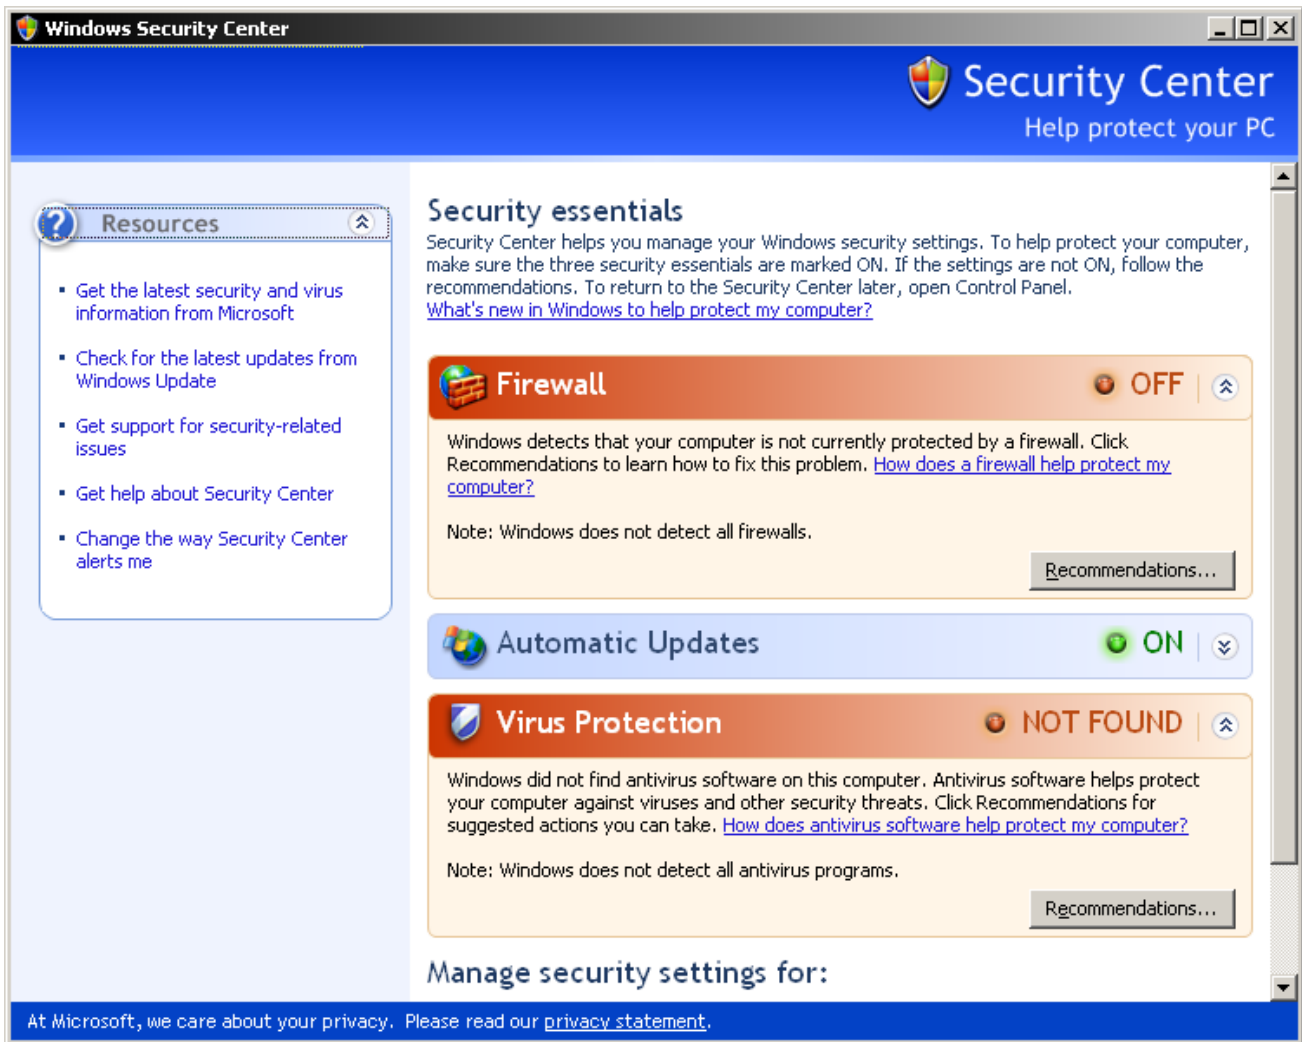 Windows Security Center
Security Center
Help protect your PC
Resources
Get the latest security and virus
information from Microsoft
Check for the latest updates from
Windows Update
Get support for security-related
issues
Get help about Security Center
Change the way Security Center
alerts me
Security essentials
Security Center helps you manage your Windows security settings. To help protect your computer,
make sure the three security essentials are marked ON. If the settings are not ON, follow the
recommendations. To return to the Security Center later, open Control Panel.
What's new in Windows to help protect my computer?
Firewall OFF
Windows detects that your computer is not currently protected by a firewall. Click
Recommendations to learn how to fix this problem. How does a firewall help protect my
computer?
Note: Windows does not detect all firewalls.
Recommendations...
Automatic Updates ON
Virus Protection NOT FOUND
Windows did not find antivirus software on this computer. Antivirus software helps protect
your computer against viruses and other security threats. Click Recommendations for
suggested actions you can take. How does antivirus software help protect my computer?
Note: Windows does not detect all antivirus programs.
Recommendations...
Manage security settings for:
At Microsoft, we care about your privacy. Please read our privacy statement.